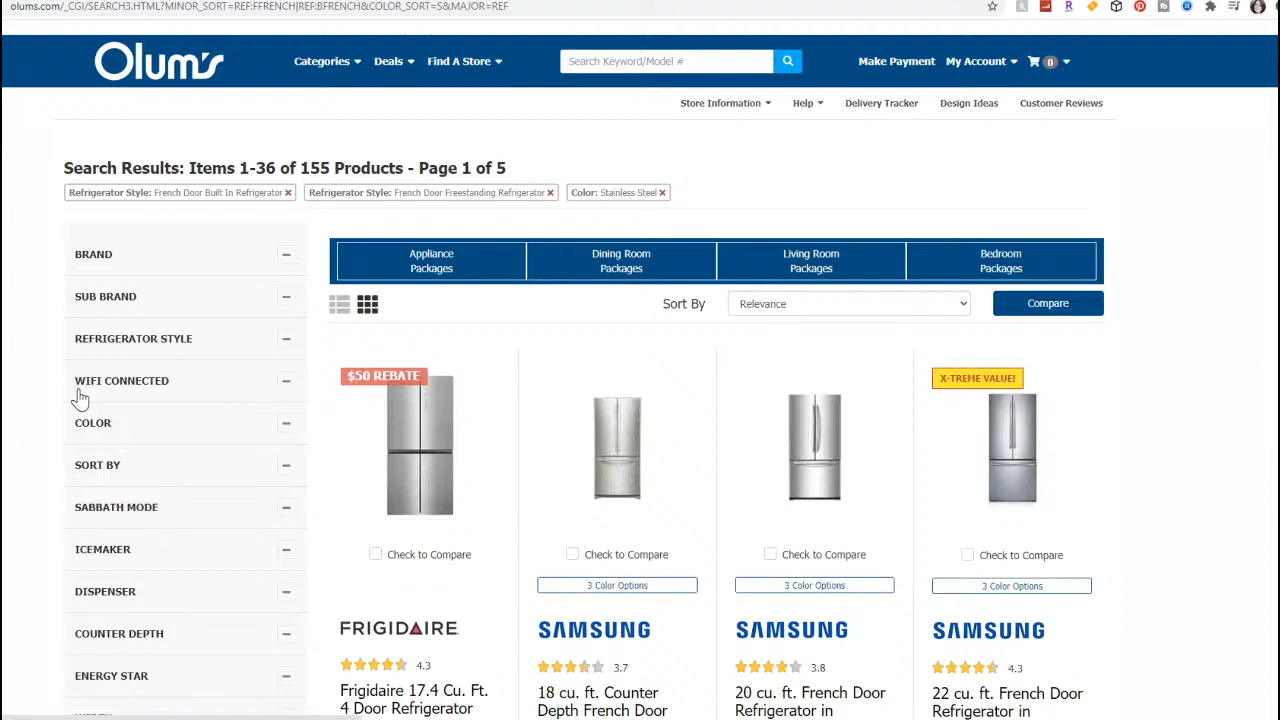 olums.com/_CGI/SEARCH3.HTML?MINOR_SORT=REF:FFRENCH|REF:BFRENCH&COLOR_SORT=S&MAJOR=REF
Olum's
Categories
Deals
Find A Store
Search Keyword/Model #
Make Payment
My Account
0
Store Information
Help
Delivery Tracker
Design Ideas
Customer Reviews
Search Results: Items 1-36 of 155 Products - Page 1 of 5
Refrigerator Style: French Door Built In Refrigerator
Refrigerator Style: French Door Freestanding Refrigerator
Color: Stainless Steel
BRAND
SUB BRAND
REFRIGERATOR STYLE
WIFI CONNECTED
COLOR
SORT BY
SABBATH MODE
ICEMAKER
DISPENSER
COUNTER DEPTH
ENERGY STAR
Appliance
Packages
Dining Room
Packages
Living Room
Packages
Bedroom
Packages
Sort By
Relevance
Compare
$50 REBATE
Check to Compare
FRIGIDAIRE
4.3
Frigidaire 17.4 Cu. Ft.
4 Door Refrigerator
Check to Compare
3 Color Options
SAMSUNG
3.7
18 cu. ft. Counter
Depth French Door
Check to Compare
3 Color Options
SAMSUNG
3.8
20 cu. ft. French Door
Refrigerator in
X-TREME VALUE!
Check to Compare
3 Color Options
SAMSUNG
4.3
22 cu. ft. French Door
Refrigerator in